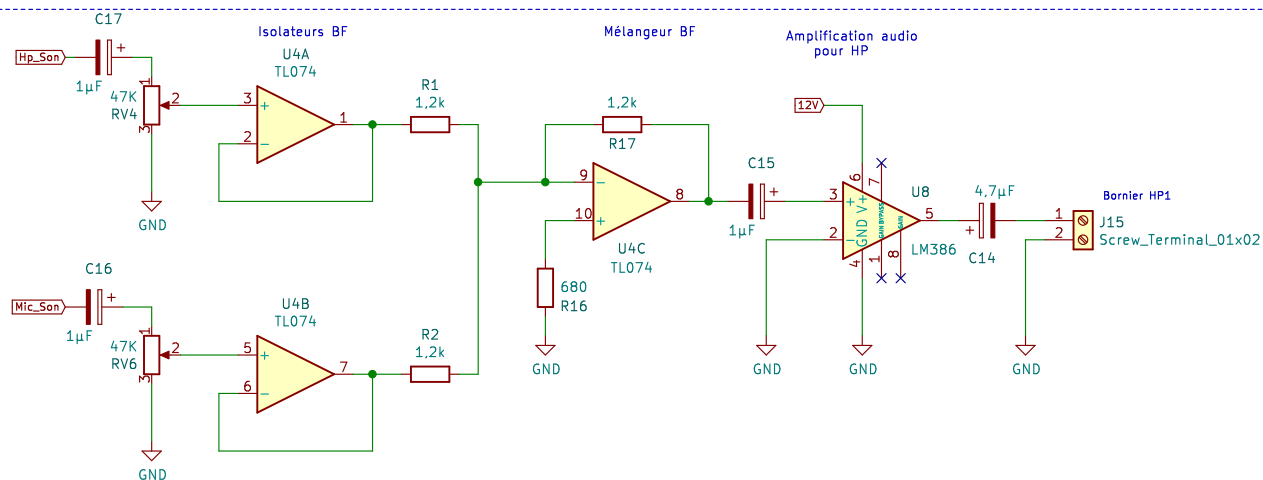 C17
Hp_Son
+
1µF
1
47K
RV4
2
3
GND
Isolateurs BF
U4A
TL074
3
+
2
−
1
R1
1,2k
C16
Mic_Son
+
1µF
1
47K
RV6
2
3
GND
U4B
TL074
5
+
6
−
7
R2
1,2k
Mélangeur BF
1,2k
R17
9
−
10
+
8
U4C
TL074
680
R16
GND
C15
+
1µF
Amplification audio
pour HP
12V
6
7
3
+
V+
2
−
GND
BYPASS
GAIN
GAIN
4
1
8
5
U8
LM386
GND
GND
4.7µF
+
C14
Bornier HP1
1
2
J15
Screw_Terminal_01x02
GND